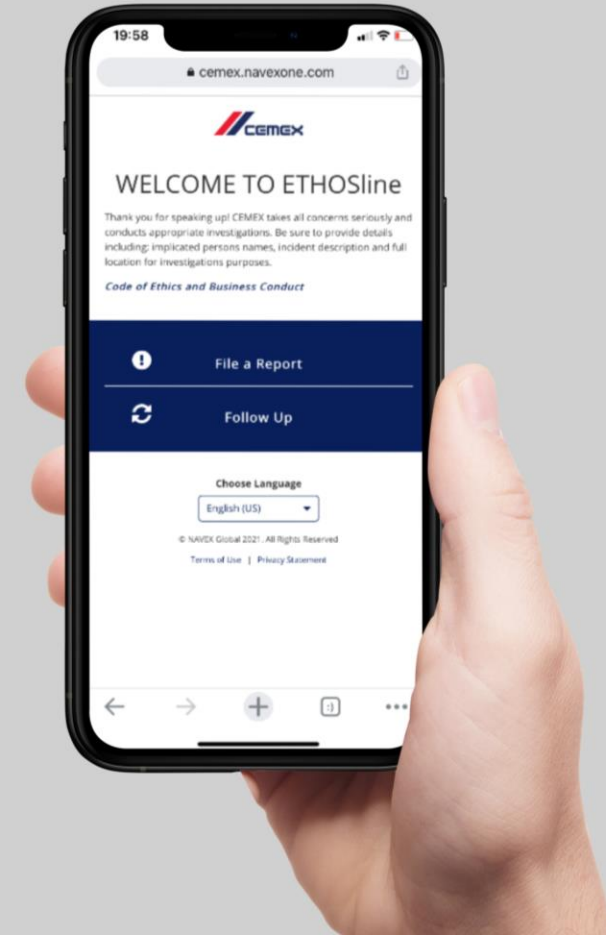 19:58
cemex.navexone.com
CEMEX
WELCOME TO ETHOSline
Thank you for speaking up! CEMEX takes all concerns seriously and
conducts appropriate investigations. Be sure to provide details
including: implicated persons names, incident description and full
location for investigations purposes.
Code of Ethics and Business Conduct
File a Report
Follow Up
Choose Language
English (US)
© NAVEX Global 2021. All Rights Reserved
Terms of Use | Privacy Statement
:)